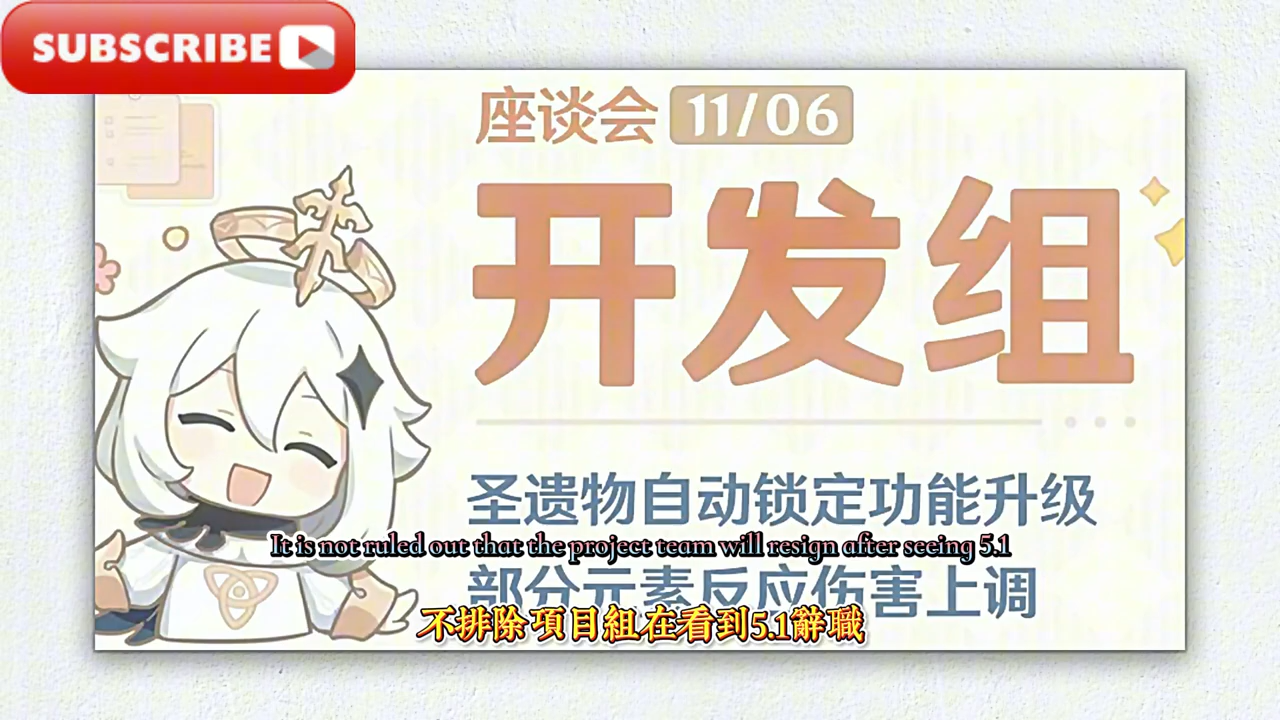 SUBSCRIBE
座谈会 11/06
开发组
圣遗物自动锁定功能升级
It is not ruled out that the project team will resign after seeing 5.1
部分元素反应伤害上调
不排除項目組在看到5.1辭職